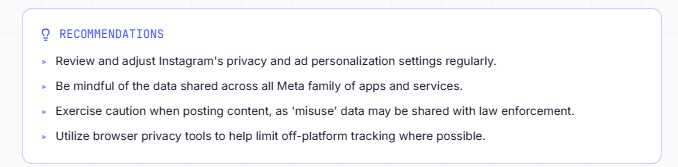 RECOMMENDATIONS
Review and adjust Instagram's privacy and ad personalization settings regularly.
Be mindful of the data shared across all Meta family of apps and services.
Exercise caution when posting content, as 'misuse' data may be shared with law enforcement.
Utilize browser privacy tools to help limit off-platform tracking where possible.